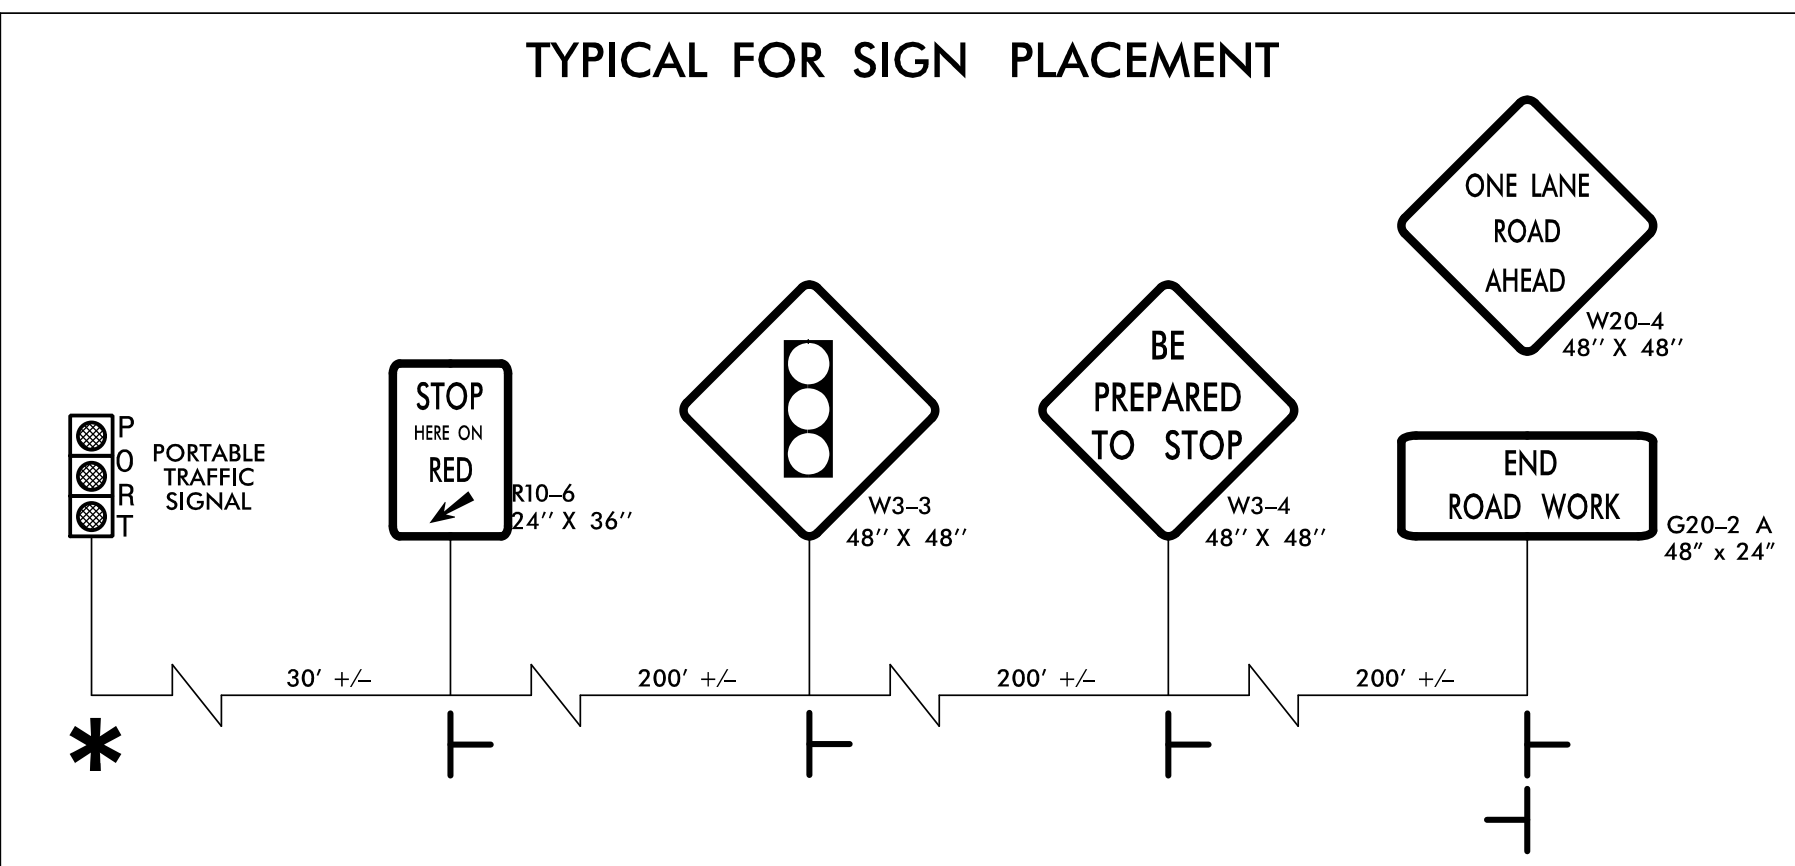 TYPICAL FOR SIGN PLACEMENT
ONE LANE
ROAD
AHEAD
W20–4
48'' X 48''
BE
PREPARED
TO STOP
W3–4
48'' X 48''
W3–3
48'' X 48''
STOP
HERE ON
RED
R10–6
24'' X 36''
P
O
R
T
PORTABLE
TRAFFIC
SIGNAL
END
ROAD WORK
G20–2 A
48" x 24"
30' +/–
200' +/–
200' +/–
200' +/–
*